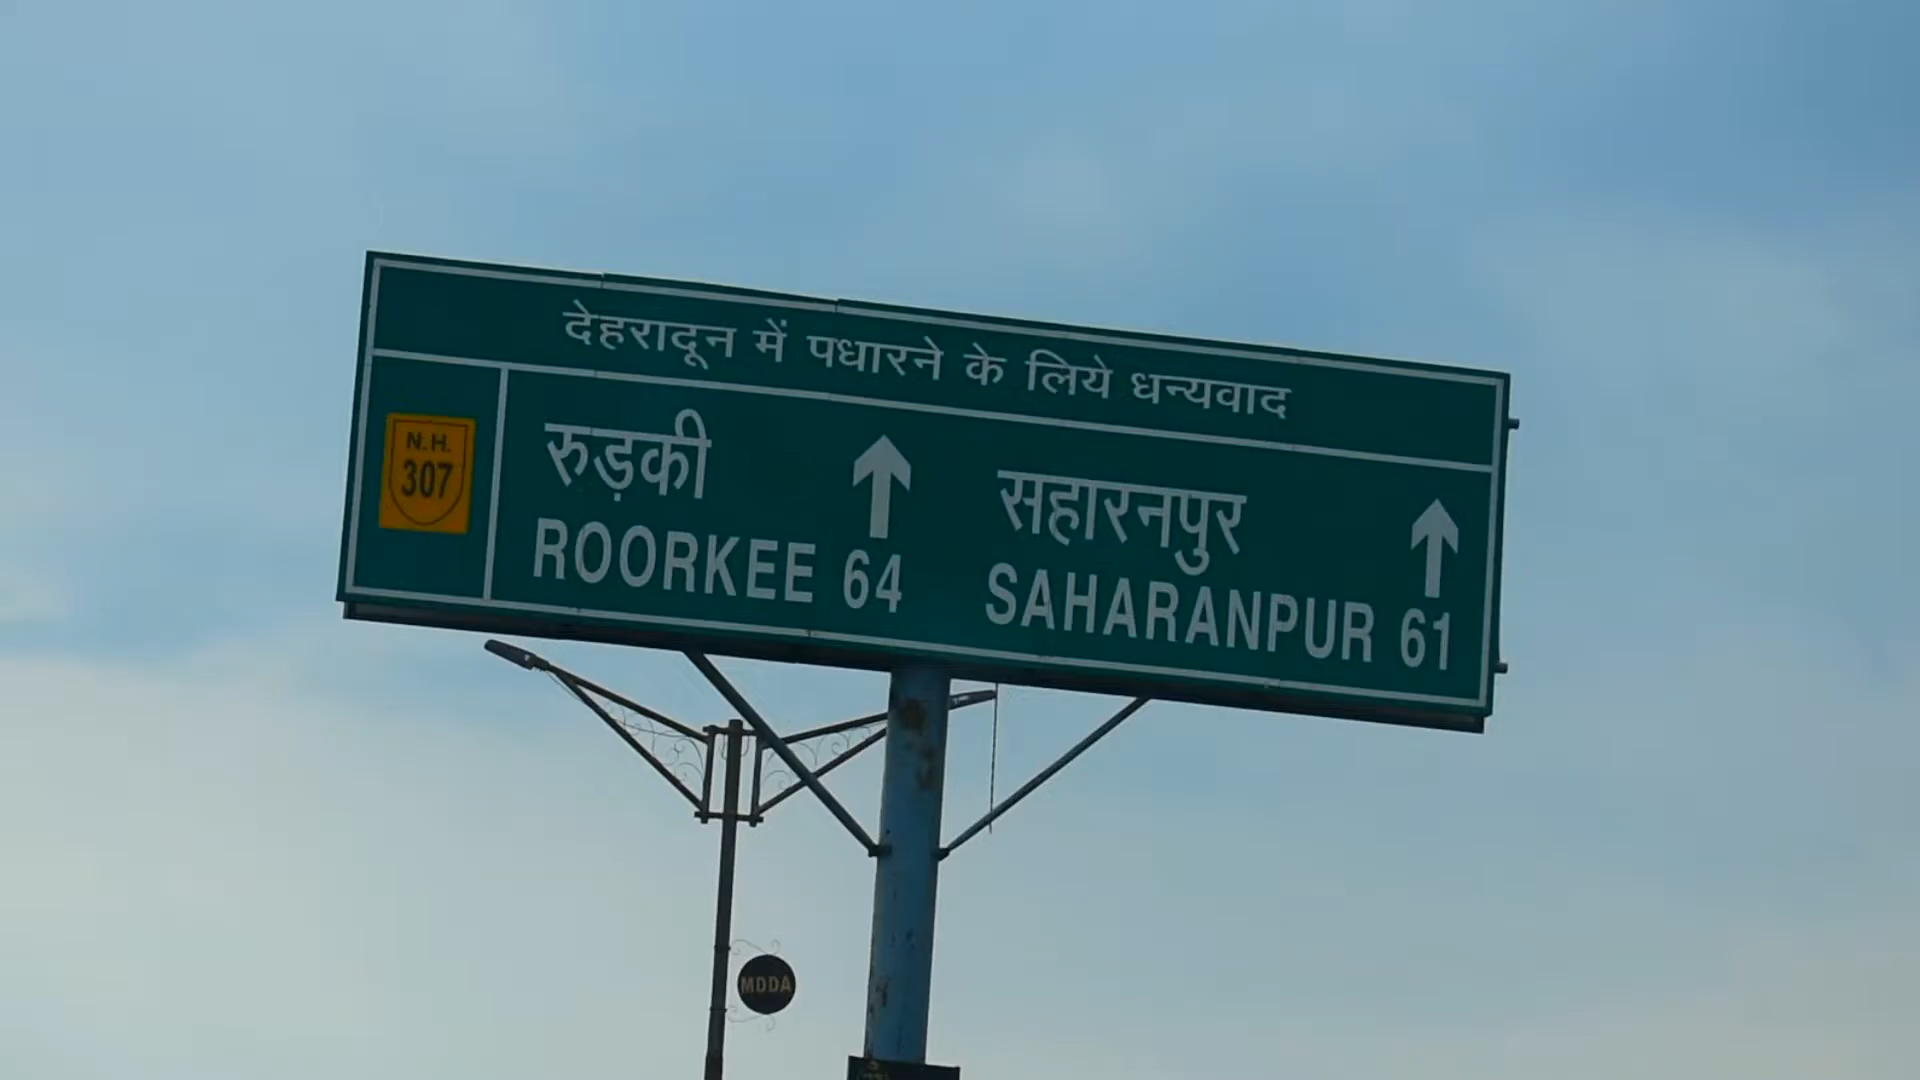 देहरादून में पधारने के लिये धन्यवाद
N.H.
307
रुड़की
ROORKEE 64
सहारनपुर
SAHARANPUR 61
MDDA